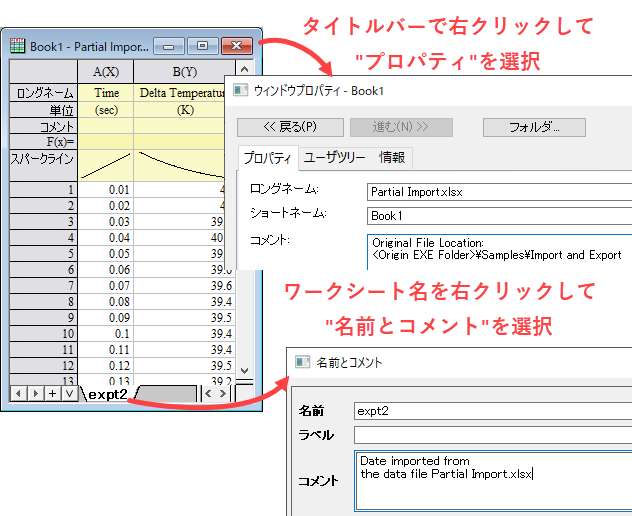 タイトルバーで右クリックして
"プロパティ"を選択
Book1 - Partial Impor...
A(X) B(Y)
ロングネーム Time Delta Temperatu
単位 (sec) (K)
コメント
F(x)=
スパークライン
1 0.01 4
2 0.02 4
3 0.03 39.
4 0.04 40.
5 0.05 39.
6 0.06 39.6
7 0.07 39.6
8 0.08 39.4
9 0.09 39.5
10 0.1 39.4
11 0.11 39.4
12 0.12 39.5
13 0.13 39.2
expt2
ウィンドウプロパティ - Book1
<< 戻る(P) 進む(N) >> フォルダ...
プロパティ ユーザツリー 情報
ロングネーム: Partial Import.xlsx
ショートネーム: Book1
コメント: Original File Location:
<Origin EXE Folder>¥Samples¥Import and Export
ワークシート名を右クリックして
"名前とコメント"を選択
名前とコメント
名前 expt2
ラベル
コメント Date imported from
the data file Partial Import.xlsx